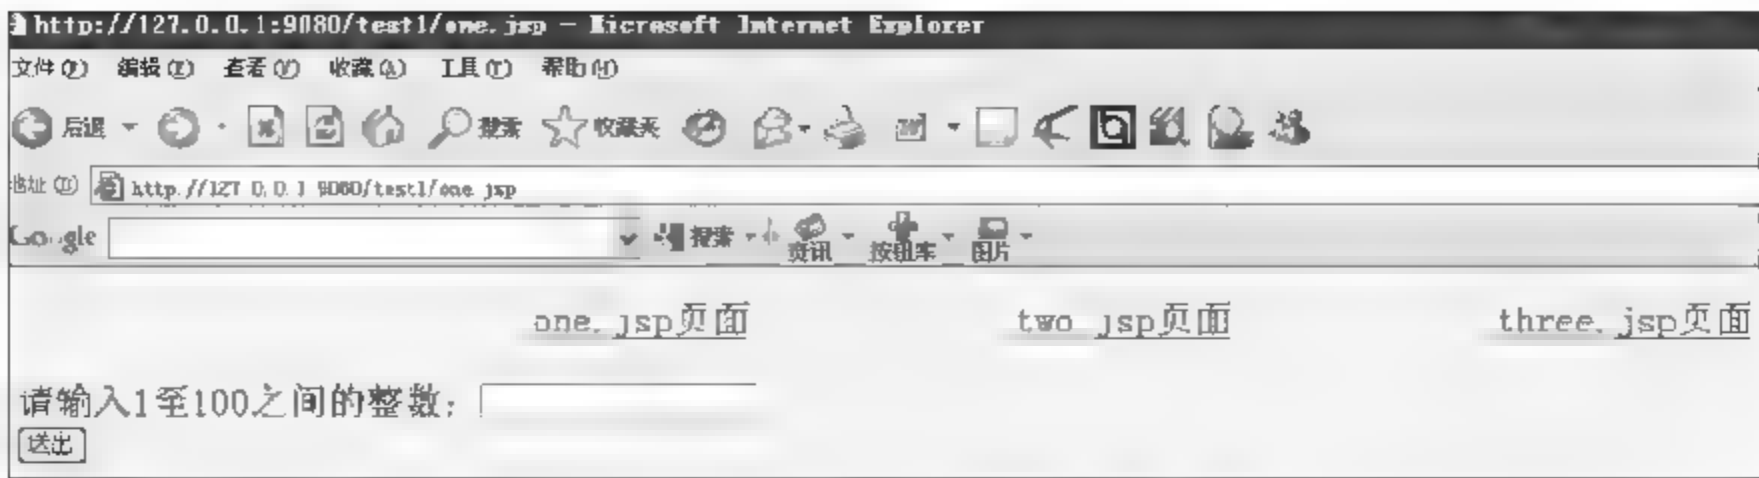 http://127.0.0.1:9080/test1/one.jsp - Microsoft Internet Explorer
文件(F) 编辑(E) 查看(V) 收藏(A) 工具(T) 帮助(H)
后退 搜索 收藏夹
地址(D) http://127.0.0.1:9080/test1/one.jsp
Google 搜索 资讯 按钮库 图片
one.jsp页面 two.jsp页面 three.jsp页面
请输入1至100之间的整数：
送出